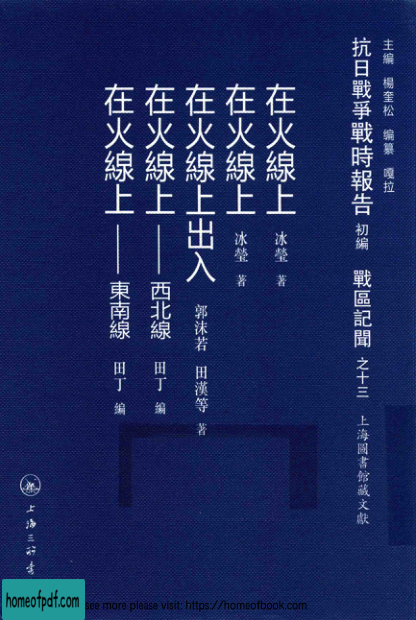 主編 楊奎松 编纂 嘎拉
抗日戰爭戰時報告 初編 戰區記聞 之十三 上海圖書館藏文獻
在火線上 冰瑩 著
在火線上 冰瑩 著
在火線上出入 郭沫若 田漢等 著
在火線上——西北線 田丁 編
在火線上——東南線 田丁 編
上海三聯書
homeofpdf.com
see more please visit: https://homeofbook.com